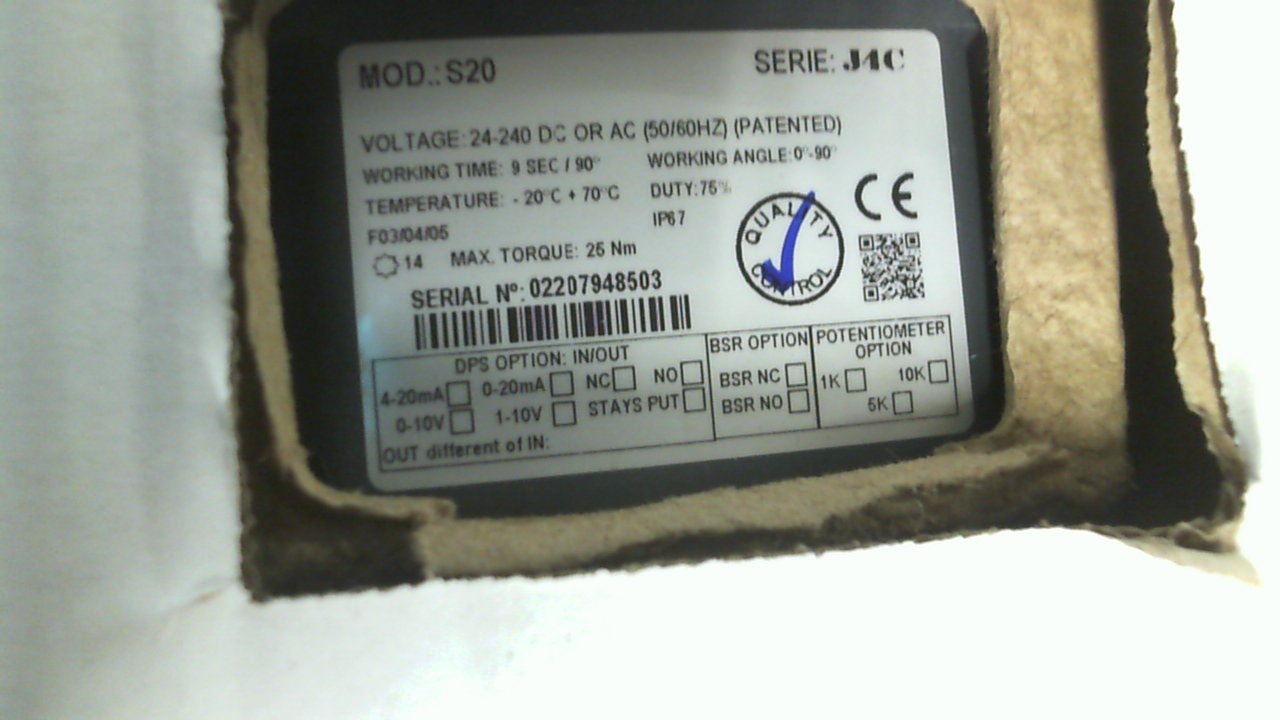 MOD.: S20 SERIE: J4C
VOLTAGE: 24-240 DC OR AC (50/60HZ) (PATENTED)
WORKING TIME: 9 SEC / 90° WORKING ANGLE: 0°-90°
TEMPERATURE: - 20°C + 70°C DUTY: 75%
F03/04/05 IP67
14 MAX. TORQUE: 25 Nm
QUALITY CONTROL
CE
SERIAL Nº: 02207948503
DPS OPTION: IN/OUT
4-20mA 0-20mA NC NO
0-10V 1-10V STAYS PUT
OUT different of IN:
BSR OPTION
BSR NC
BSR NO
POTENTIOMETER
OPTION
1K 10K
5K